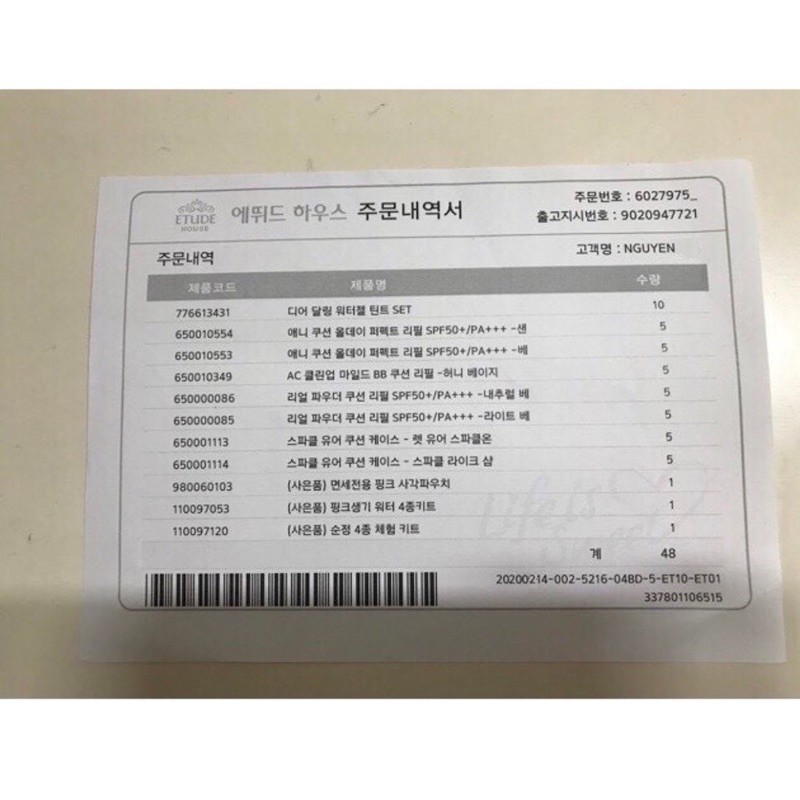 ETUDE
HOUSE
에뛰드 하우스 주문내역서
주문번호 : 6027975_
출고지시번호 : 9020947721
주문내역
고객명 : NGUYEN
제품코드 제품명 수량
776613431 디어 달링 워터젤 틴트 SET 10
650010554 애니 쿠션 올데이 퍼펙트 리필 SPF50+/PA+++ -샌 5
650010553 애니 쿠션 올데이 퍼펙트 리필 SPF50+/PA+++ -베 5
650010349 AC 클린업 마일드 BB 쿠션 리필 -허니 베이지 5
650000086 리얼 파우더 쿠션 리필 SPF50+/PA+++ -내추럴 베 5
650000085 리얼 파우더 쿠션 리필 SPF50+/PA+++ -라이트 베 5
650001113 스파클 유어 쿠션 케이스 - 렛 유어 스파클온 5
650001114 스파클 유어 쿠션 케이스 - 스파클 라이크 샴 5
980060103 (사은품) 면세전용 핑크 사각파우치 1
110097053 (사은품) 핑크생기 워터 4종키트 1
110097120 (사은품) 순정 4종 체험 키트 1
Life Is
Sweet
계 48
20200214-002-5216-04BD-5-ET10-ET01
337801106515